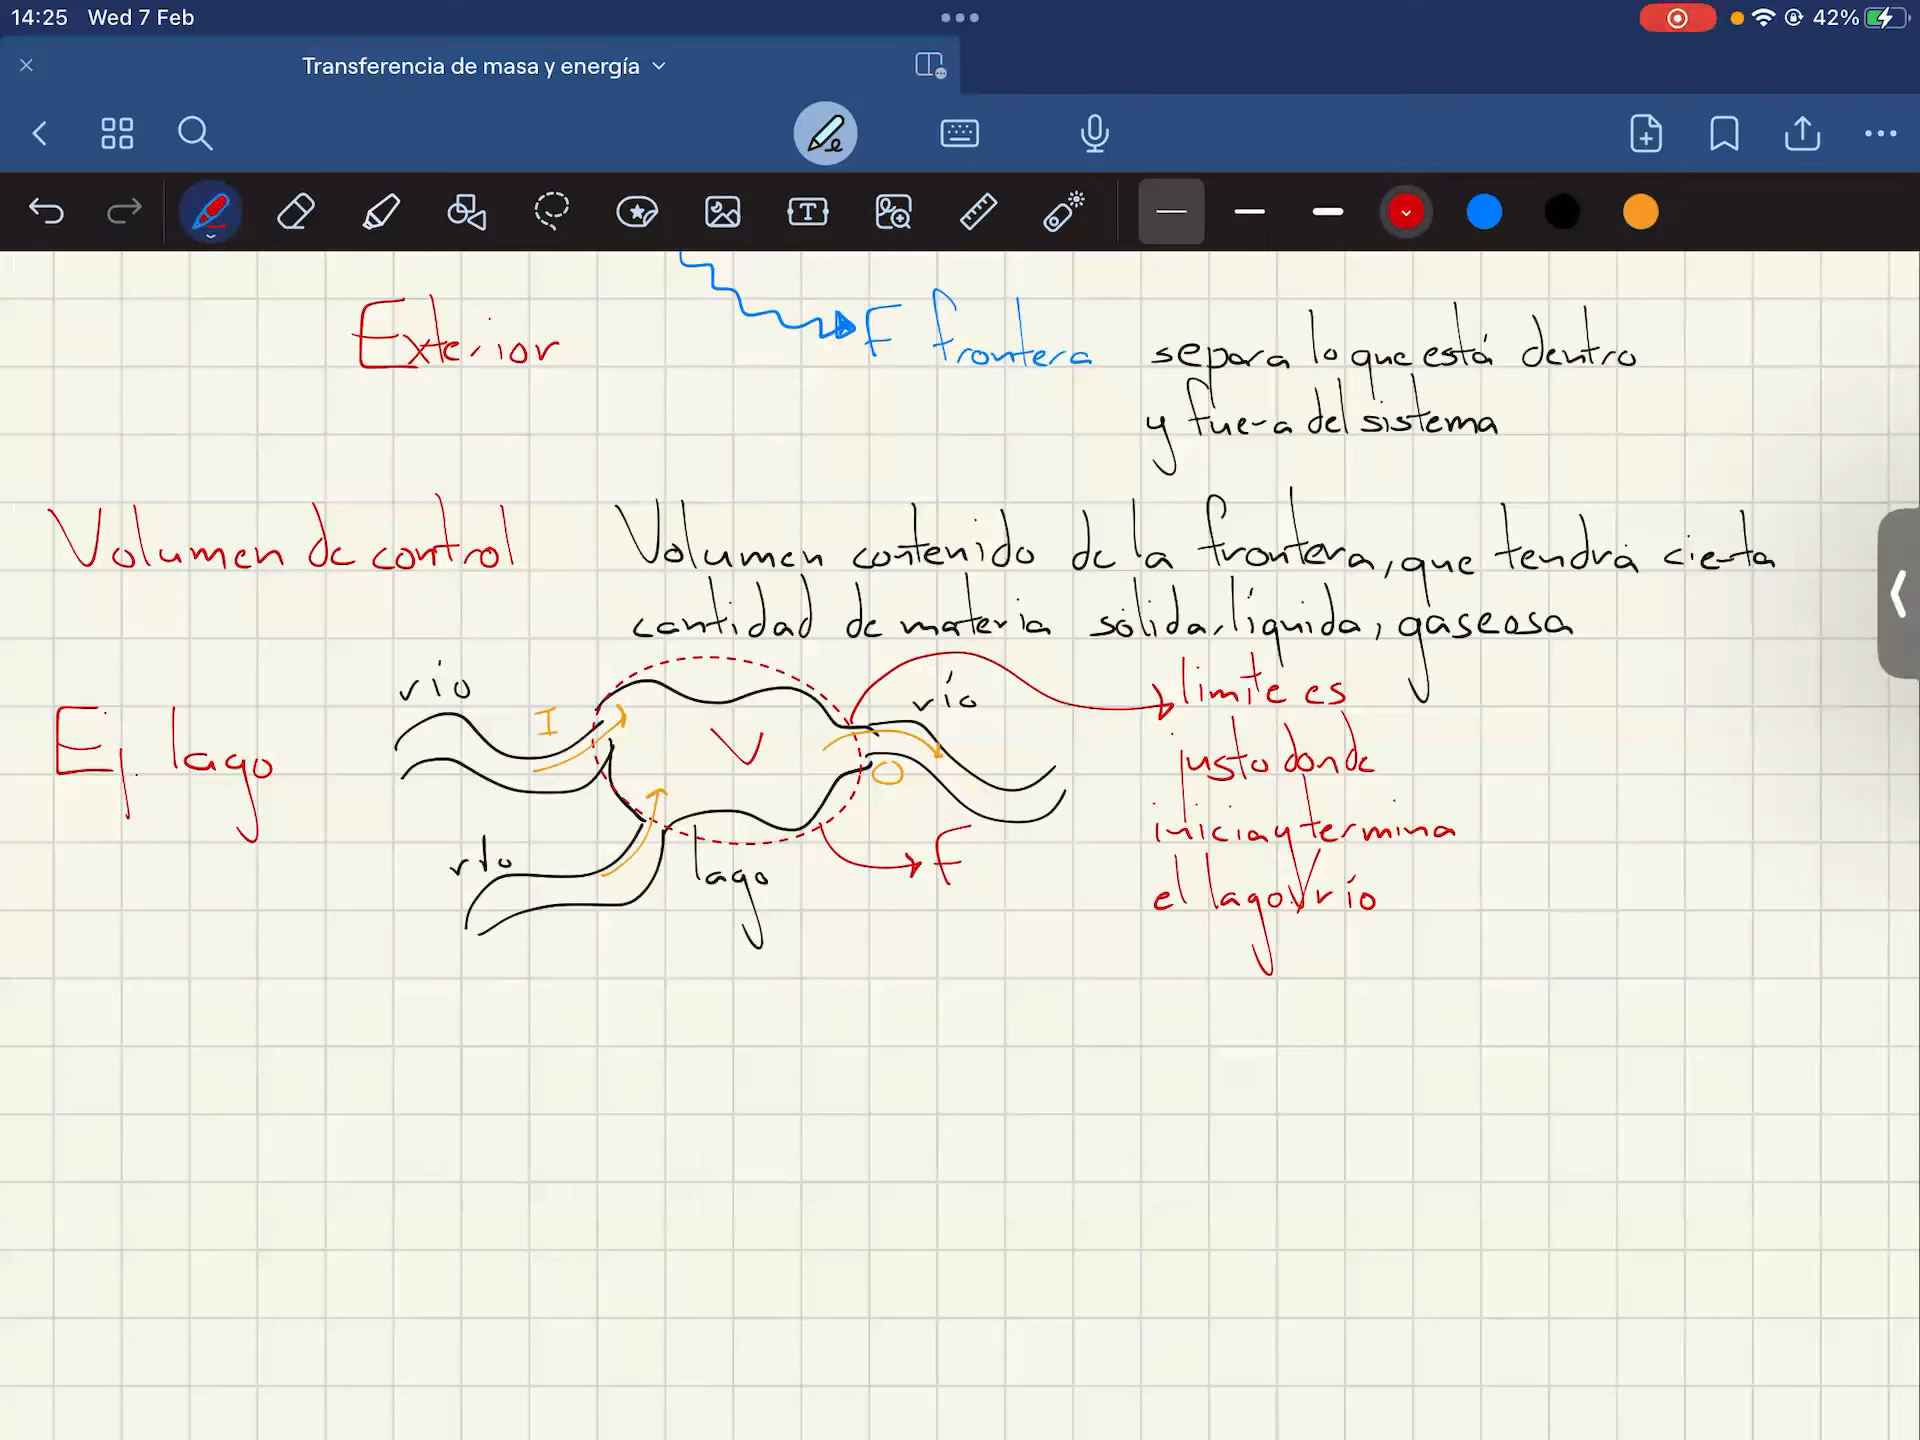 14:25 Wed 7 Feb
42%
Transferencia de masa y energía
Exterior
F frontera
separa lo que está dentro
y fuera del sistema
Volumen de control
Volumen contenido de la frontera, que tendrá cierta
cantidad de materia sólida, líquida, gaseosa
Ej. lago
río
I
V
río
O
río
lago
F
límite es
justo donde
inicia y termina
el lago y río